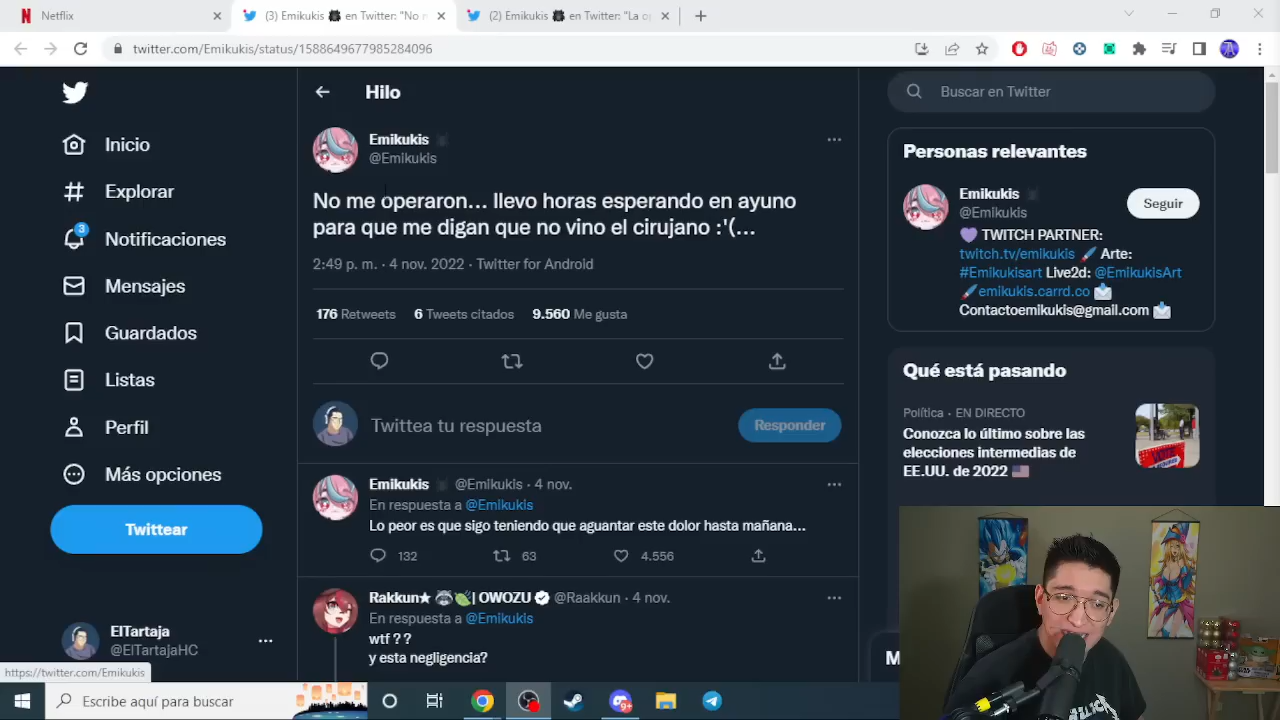 Netflix
(3) Emikukis en Twitter: "No m
(2) Emikukis en Twitter: "La o
twitter.com/Emikukis/status/1588649677985284096
Hilo
Buscar en Twitter
Inicio
Explorar
3
Notificaciones
Mensajes
Guardados
Listas
Perfil
Más opciones
Twittear
ElTartaja
@ElTartajaHC
https://twitter.com/Emikukis
Emikukis
@Emikukis
No me operaron... llevo horas esperando en ayuno
para que me digan que no vino el cirujano :'(...
2:49 p. m. · 4 nov. 2022 · Twitter for Android
176 Retweets 6 Tweets citados 9.560 Me gusta
Twittea tu respuesta
Responder
Emikukis @Emikukis · 4 nov.
En respuesta a @Emikukis
Lo peor es que sigo teniendo que aguantar este dolor hasta mañana...
132 63 4.556
Rakkun★ | OWOZU @Raakkun · 4 nov.
En respuesta a @Emikukis
wtf ? ?
y esta negligencia?
Personas relevantes
Emikukis
@Emikukis
Seguir
TWITCH PARTNER:
twitch.tv/emikukis Arte:
#Emikukisart Live2d: @EmikukisArt
emikukis.carrd.co
Contactoemikukis@gmail.com
Qué está pasando
Política · EN DIRECTO
Conozca lo último sobre las
elecciones intermedias de
EE.UU. de 2022
VOTE
M
Escribe aquí para buscar
9+